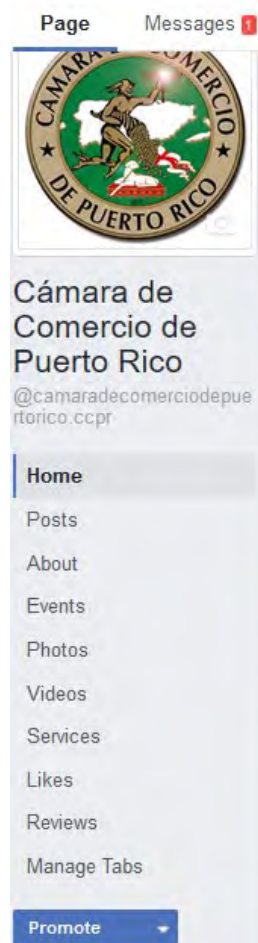 Page Messages 1
CAMARA DE COMERCIO
DE PUERTO RICO
Cámara de
Comercio de
Puerto Rico
@camaradecomerciodepue
rtorico.ccpr
Home
Posts
About
Events
Photos
Videos
Services
Likes
Reviews
Manage Tabs
Promote